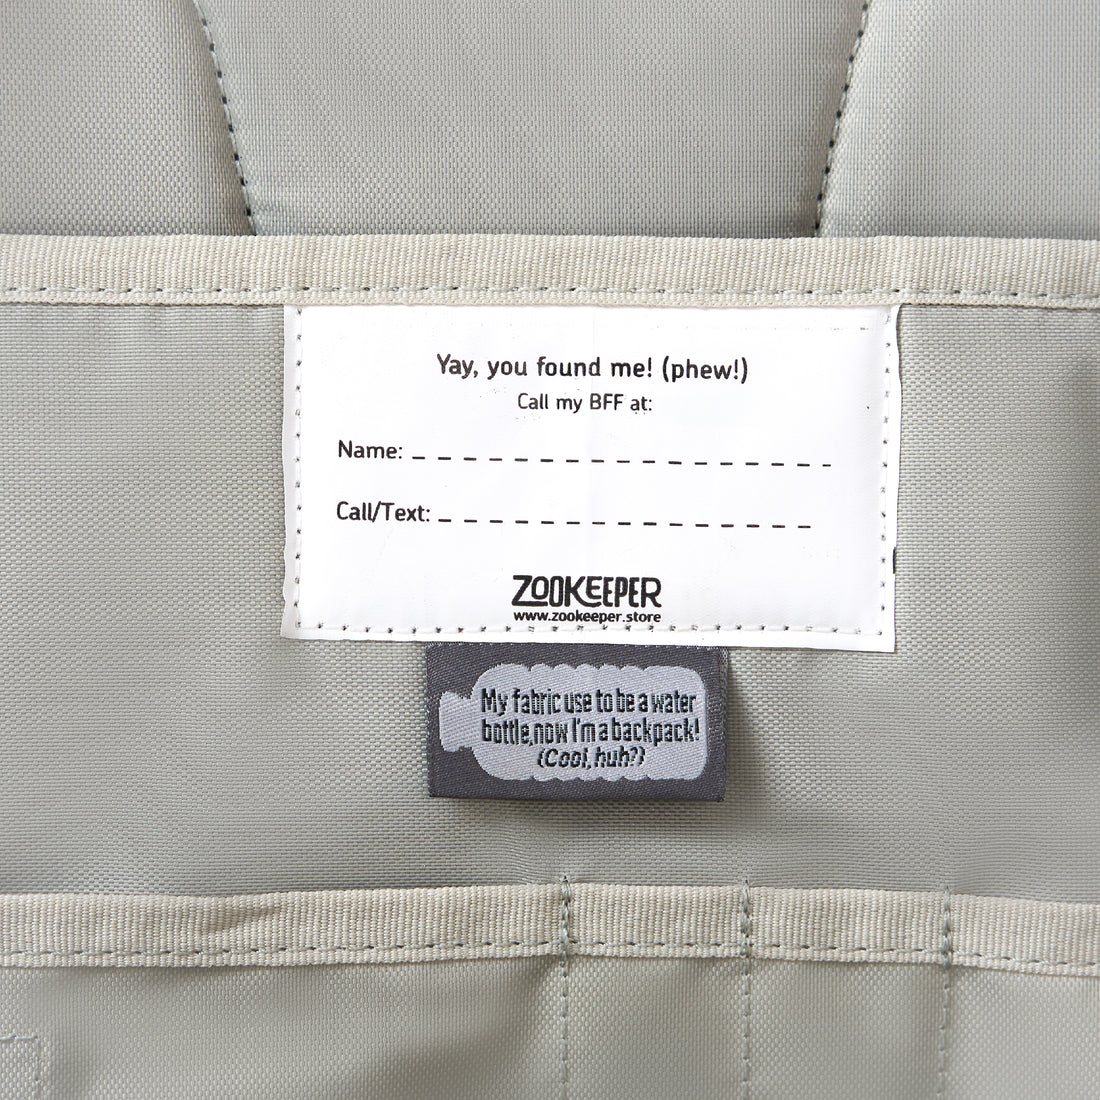 Yay, you found me! (phew!)
Call my BFF at:
Name: _ _ _ _ _ _ _ _ _ _ _ _ _ _ _ _ _
Call/Text: _ _ _ _ _ _ _ _ _ _ _ _ _ _ _
ZOOKEEPER
www.zookeeper.store
My fabric use to be a water
bottle,now I'm a backpack!
(Cool, huh?)